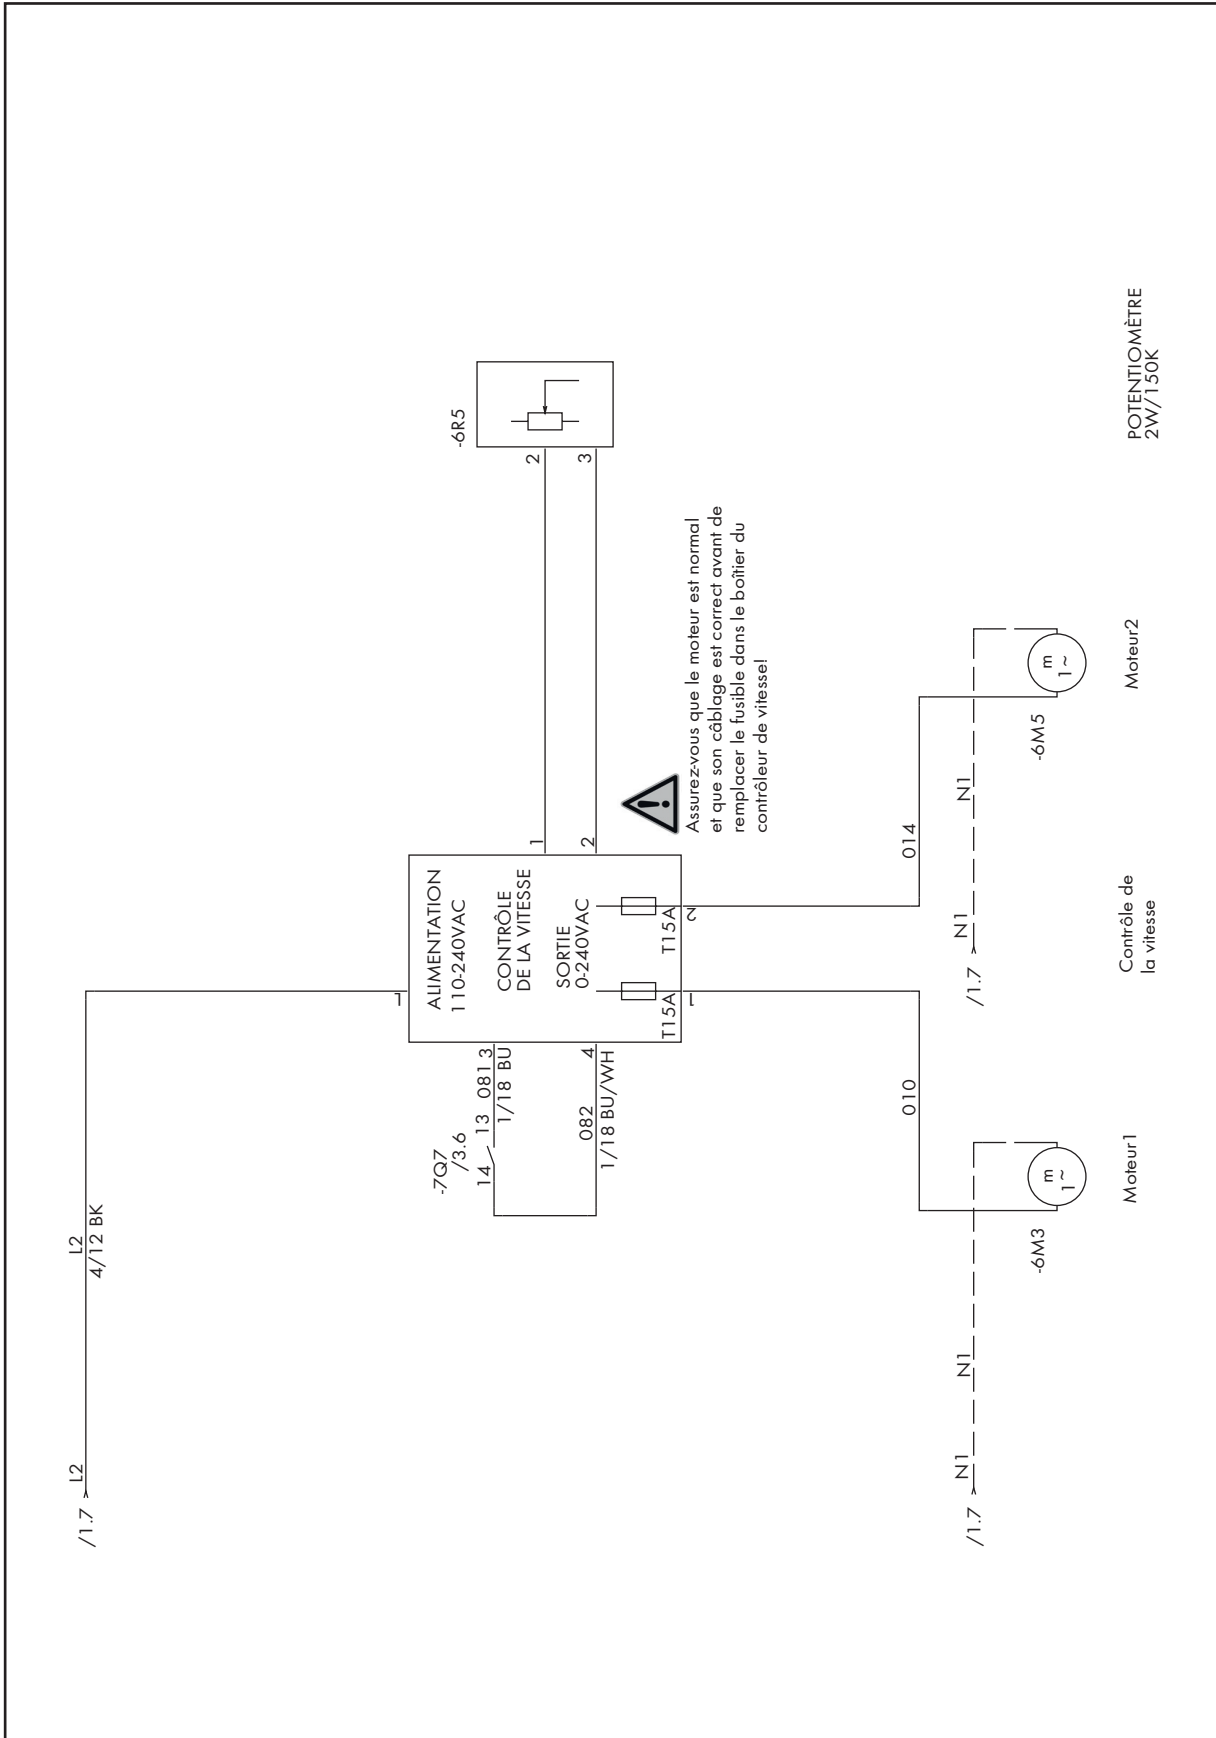 /1.7
L2
L2
4/12 BK
-7Q7
/3.6
14
13
081
3
1/18 BU
082
4
1/18 BU/WH
1
ALIMENTATION
110-240VAC
CONTRÔLE
DE LA VITESSE
SORTIE
0-240VAC
T15A
T15A
1
2
1
2
-6R5
2
3
Assurez-vous que le moteur est normal
et que son câblage est correct avant de
remplacer le fusible dans le boîtier du
contrôleur de vitesse!
010
014
/1.7
N1
N1
-6M3
m
1~
/1.7
N1
N1
-6M5
m
1~
Moteur1
Contrôle de
la vitesse
Moteur2
POTENTIOMÈTRE
2W/150K